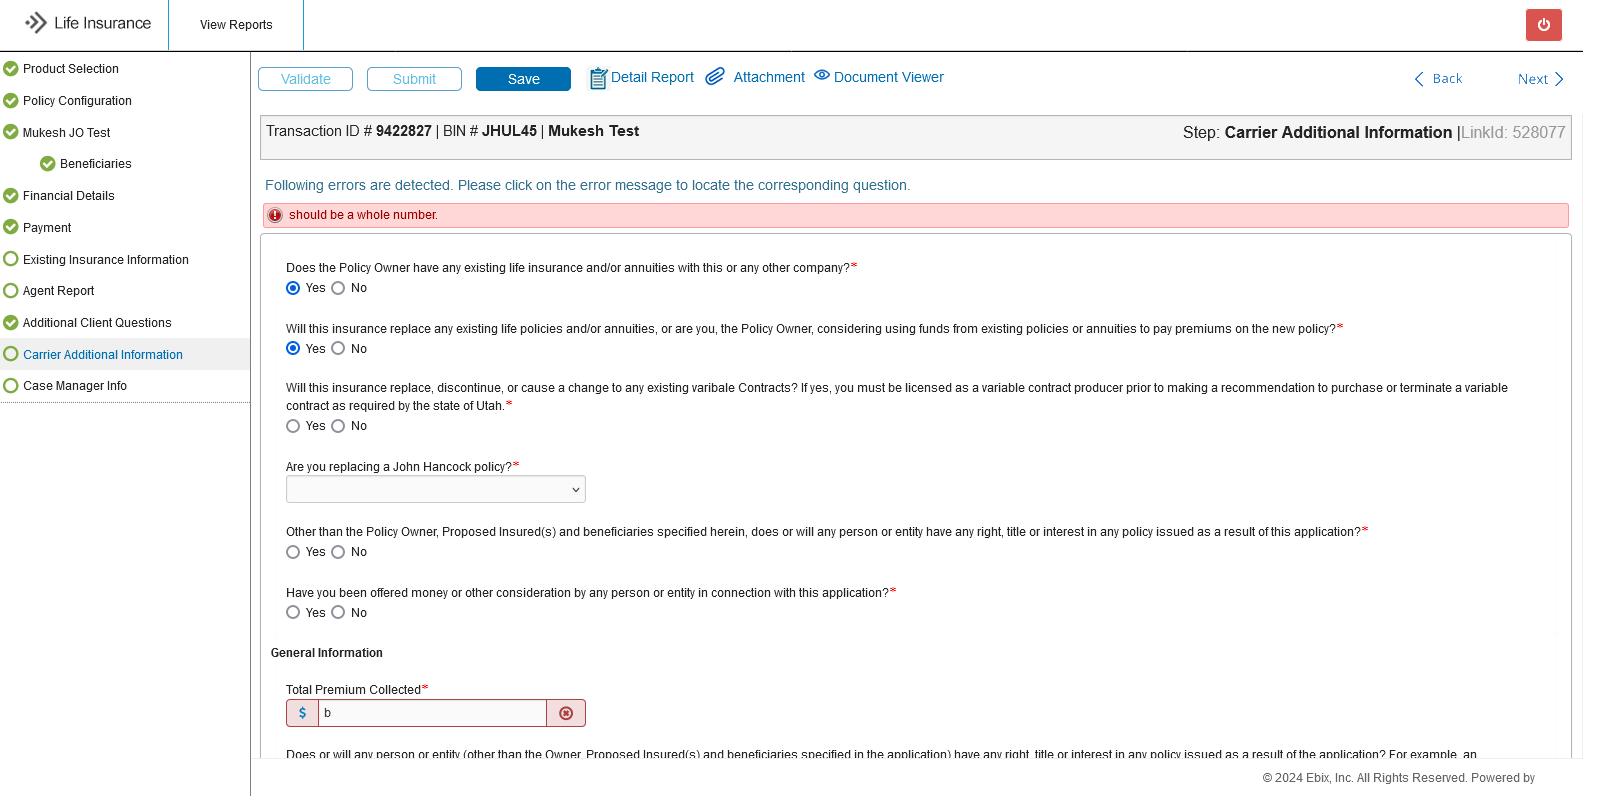 Life Insurance
View Reports
Product Selection
Policy Configuration
Mukesh JO Test
Beneficiaries
Financial Details
Payment
Existing Insurance Information
Agent Report
Additional Client Questions
Carrier Additional Information
Case Manager Info
Validate
Submit
Save
Detail Report
Attachment
Document Viewer
Back
Next
Transaction ID # 9422827 | BIN # JHUL45 | Mukesh Test
Step: Carrier Additional Information |LinkId: 528077
Following errors are detected. Please click on the error message to locate the corresponding question.
should be a whole number.
Does the Policy Owner have any existing life insurance and/or annuities with this or any other company?*
Yes No
Will this insurance replace any existing life policies and/or annuities, or are you, the Policy Owner, considering using funds from existing policies or annuities to pay premiums on the new policy?*
Yes No
Will this insurance replace, discontinue, or cause a change to any existing varibale Contracts? If yes, you must be licensed as a variable contract producer prior to making a recommendation to purchase or terminate a variable
contract as required by the state of Utah.*
Yes No
Are you replacing a John Hancock policy?*
Other than the Policy Owner, Proposed Insured(s) and beneficiaries specified herein, does or will any person or entity have any right, title or interest in any policy issued as a result of this application?*
Yes No
Have you been offered money or other consideration by any person or entity in connection with this application?*
Yes No
General Information
Total Premium Collected*
$ b
Does or will any person or entity (other than the Owner, Proposed Insured(s) and beneficiaries specified in the application) have any right, title or interest in any policy issued as a result of the application? For example, an
© 2024 Ebix, Inc. All Rights Reserved. Powered by